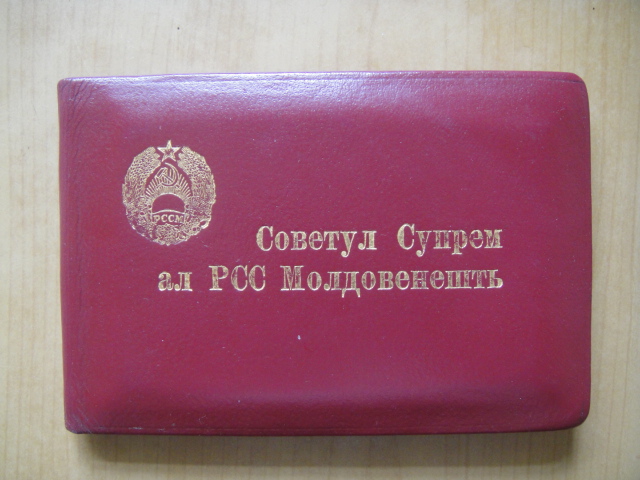 РССМ
Советул Супрем
ал РСС Молдовенешть